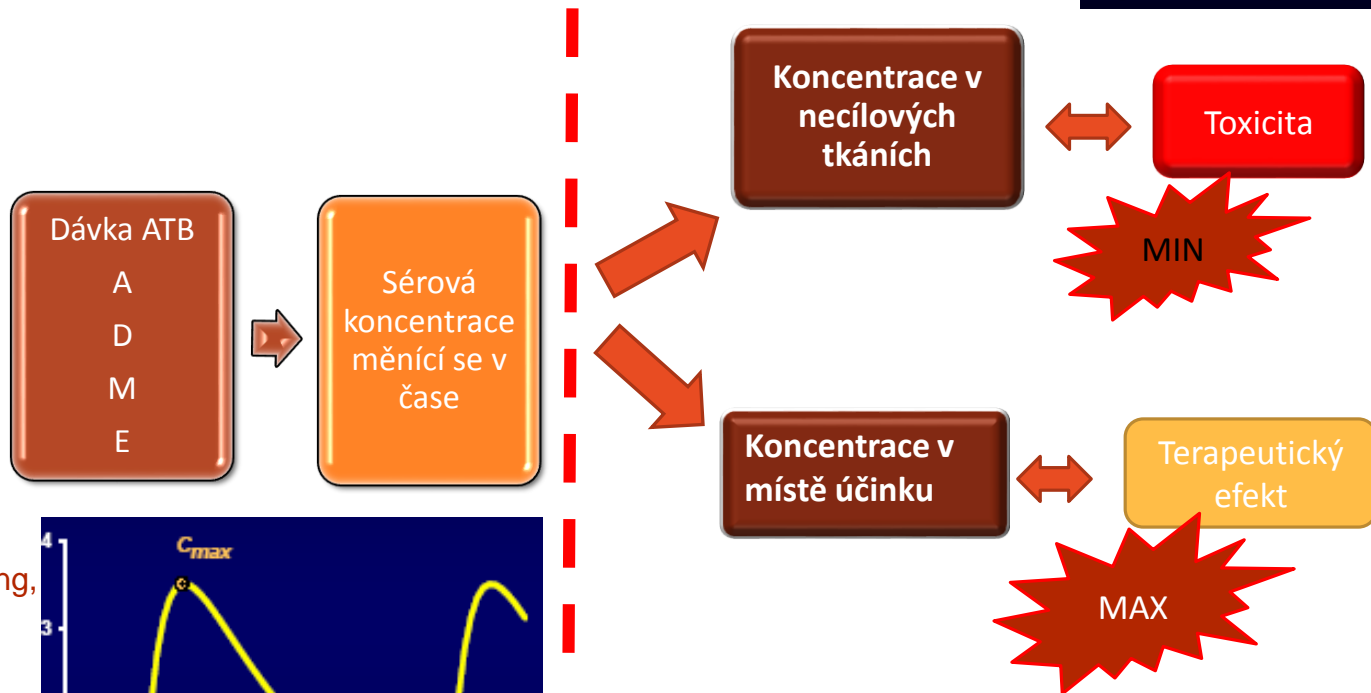 Dávka ATB
A
D
M
E
Sérová
koncentrace
měnící se v
čase
Koncentrace v
necílových
tkáních
Toxicita
MIN
Koncentrace v
místě účinku
Terapeutický
efekt
MAX
ng,
4
Cmax
3